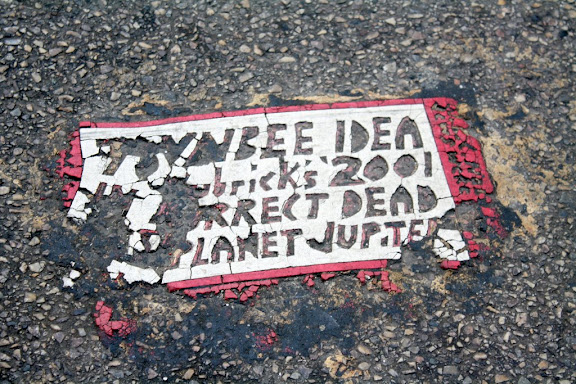 YNBEE IDEA
bricK's '2001
RRECT DEAD
LANET JUPiTE